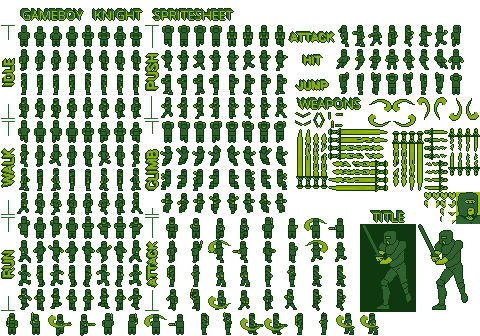 GAMEBOY KNIGHT SPRITESHEET
IDLE
WALK
RUN
PUSH
CLIMB
ATTACK
ATTACK
HIT
JUMP
WEAPONS
TITLE